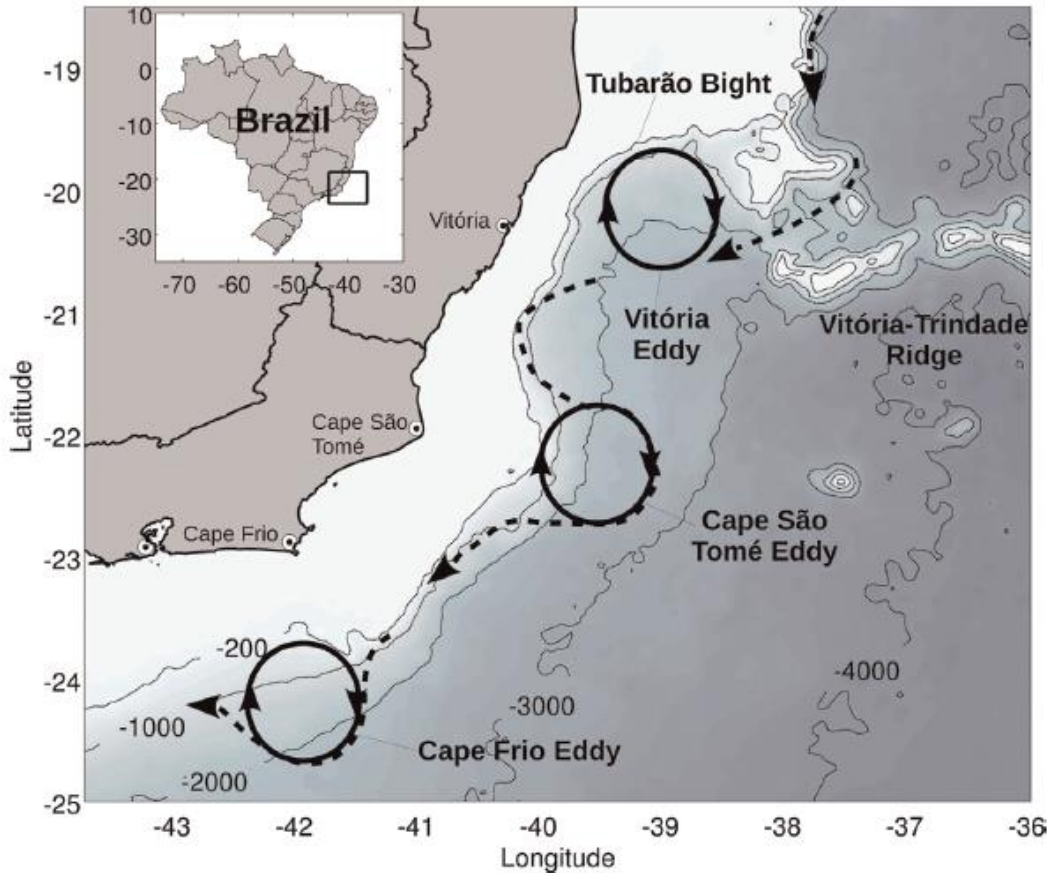 10
0
-10
-20
-30
-70
-60
-50
-40
-30
-20
Brazil
-19
-20
-21
-22
-23
-24
-25
Latitude
Tubarão Bight
Vitória
Vitória
Eddy
Vitória-Trindade
Ridge
Cape São
Tomé
Cape São
Tomé Eddy
Cape Frio
-200
-1000
-2000
-3000
-4000
Cape Frio Eddy
-43
-42
-41
-40
-39
-38
-37
-36
Longitude